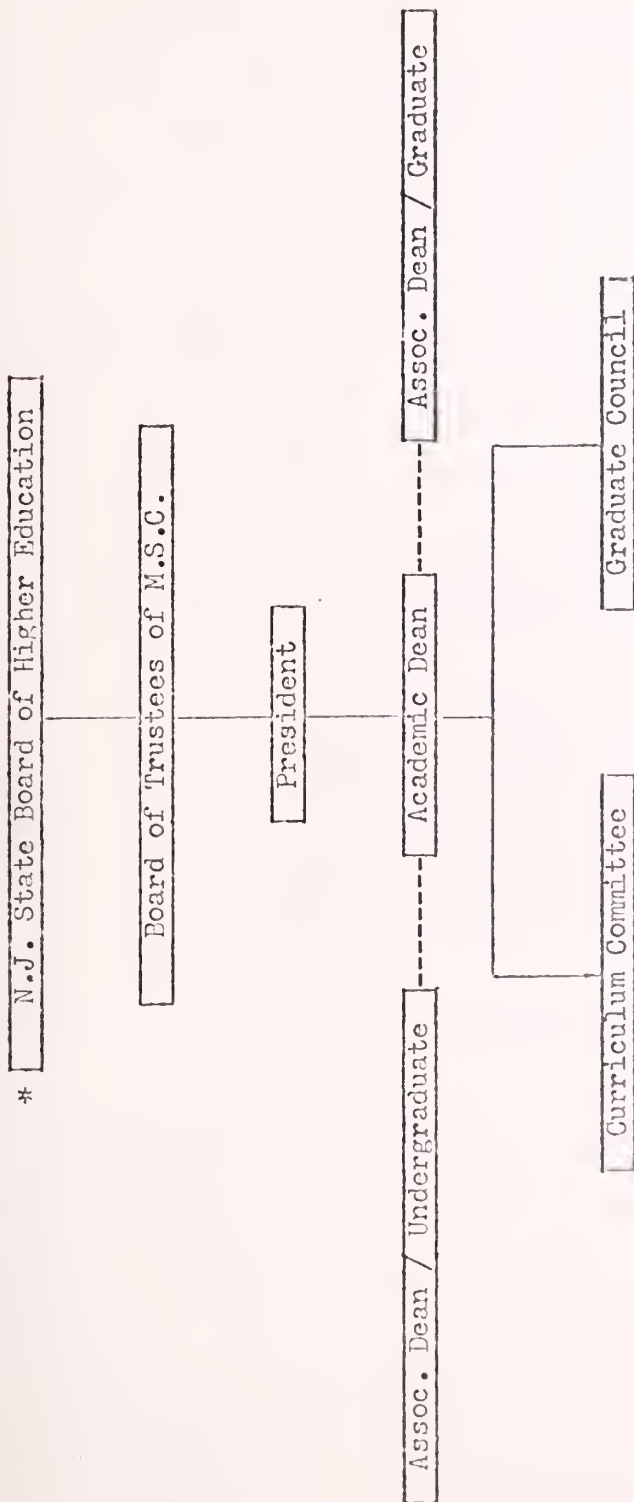 * N.J. State Board of Higher Education
Board of Trustees of M.S.C.
President
Assoc. Dean / Undergraduate
Academic Dean
Assoc. Dean / Graduate
Curriculum Committee
Graduate Council